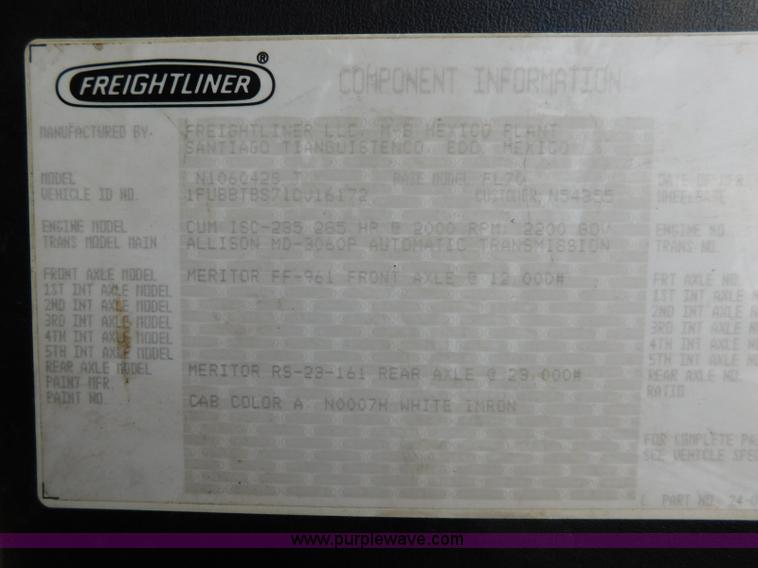 FREIGHTLINER ®
COMPONENT INFORMATION
MANUFACTURED BY. FREIGHTLINER LLC, M-B MEXICO PLANT
SANTIAGO TIANGUISTENCO, EDO. MEXICO
MODEL N106042S T BASE MODEL FL70 DATE OF MFR.
VEHICLE ID NO. CUSTOMER N54355 WHEELBASE
ENGINE MODEL CUM ISC-285 285 HP @ 2000 RPM; 2200 GOV ENGINE NO.
TRANS MODEL MAIN ALLISON MD-3060P AUTOMATIC TRANSMISSION TRANS NO.
FRONT AXLE MODEL MERITOR FF-961 FRONT AXLE @ 12,000# FRT AXLE NO.
1ST INT AXLE MODEL 1ST INT AXLE N
2ND INT AXLE MODEL 2ND INT AXLE N
3RD INT AXLE MODEL 3RD INT AXLE N
4TH INT AXLE MODEL 4TH INT AXLE N
5TH INT AXLE MODEL 5TH INT AXLE N
REAR AXLE MODEL MERITOR RS-23-161 REAR AXLE @ 23,000# REAR AXLE NO.
PAINT MFR. RATIO
PAINT NO. CAB COLOR A: N0007H WHITE IMRON
FOR COMPLETE PA
SEE VEHICLE SPE
PART NO. 24-0
www.purplewave.com